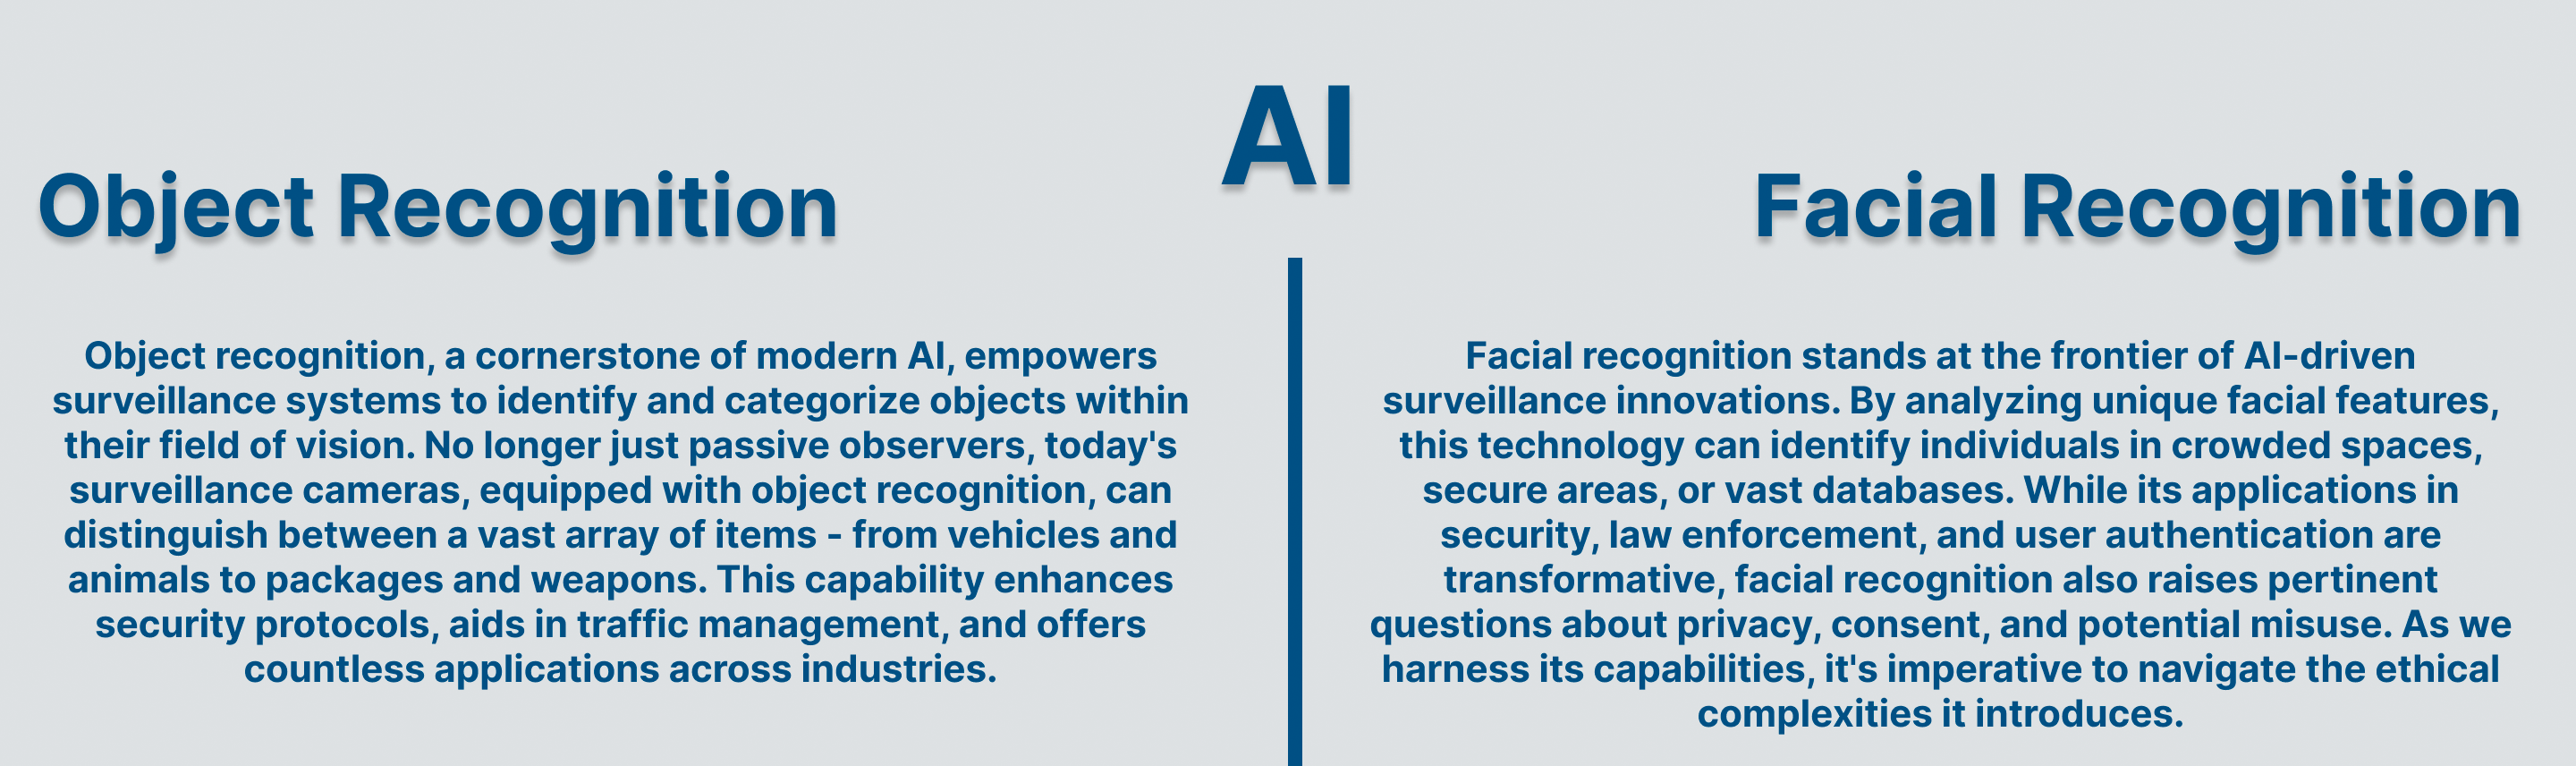 AI
Object Recognition
Object recognition, a cornerstone of modern AI, empowers
surveillance systems to identify and categorize objects within
their field of vision. No longer just passive observers, today's
surveillance cameras, equipped with object recognition, can
distinguish between a vast array of items - from vehicles and
animals to packages and weapons. This capability enhances
security protocols, aids in traffic management, and offers
countless applications across industries.
Facial Recognition
Facial recognition stands at the frontier of AI-driven
surveillance innovations. By analyzing unique facial features,
this technology can identify individuals in crowded spaces,
secure areas, or vast databases. While its applications in
security, law enforcement, and user authentication are
transformative, facial recognition also raises pertinent
questions about privacy, consent, and potential misuse. As we
harness its capabilities, it's imperative to navigate the ethical
complexities it introduces.